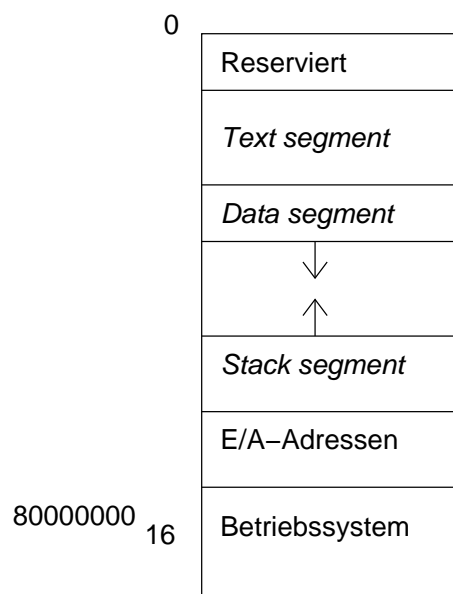 0
Reserviert
Text segment
Data segment
Stack segment
E/A−Adressen
80000000 16
Betriebssystem